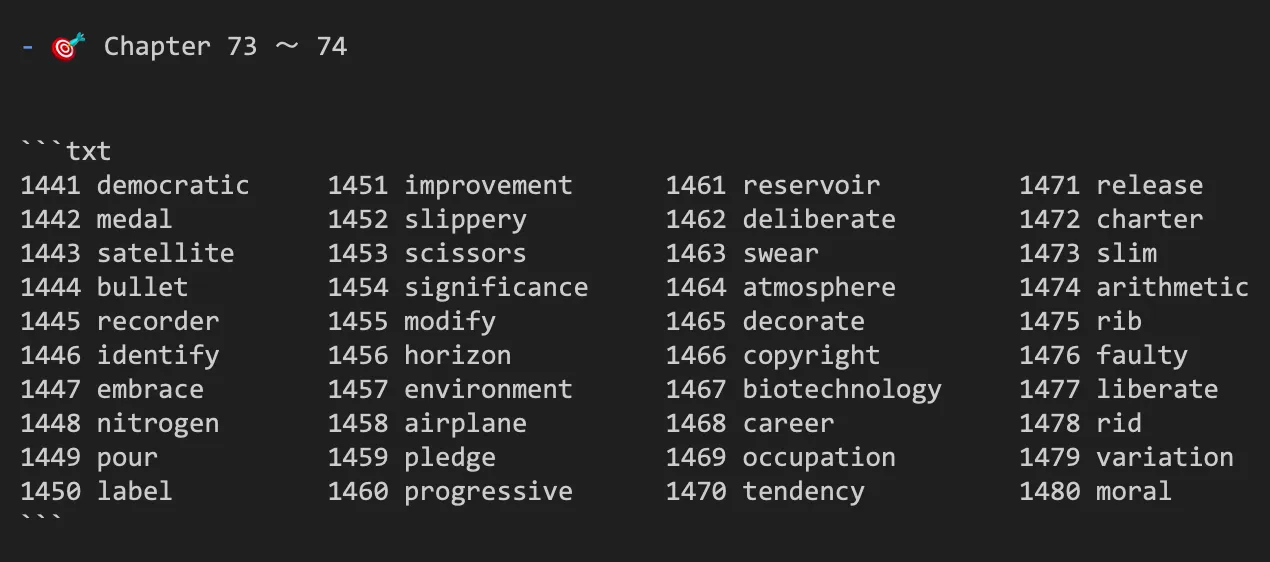 - 🎯 Chapter 73 ～ 74
```txt
1441 democratic     1451 improvement      1461 reservoir         1471 release
1442 medal          1452 slippery         1462 deliberate        1472 charter
1443 satellite      1453 scissors         1463 swear             1473 slim
1444 bullet         1454 significance     1464 atmosphere        1474 arithmetic
1445 recorder       1455 modify           1465 decorate          1475 rib
1446 identify       1456 horizon          1466 copyright         1476 faulty
1447 embrace        1457 environment      1467 biotechnology     1477 liberate
1448 nitrogen       1458 airplane         1468 career            1478 rid
1449 pour           1459 pledge           1469 occupation        1479 variation
1450 label          1460 progressive      1470 tendency          1480 moral
```